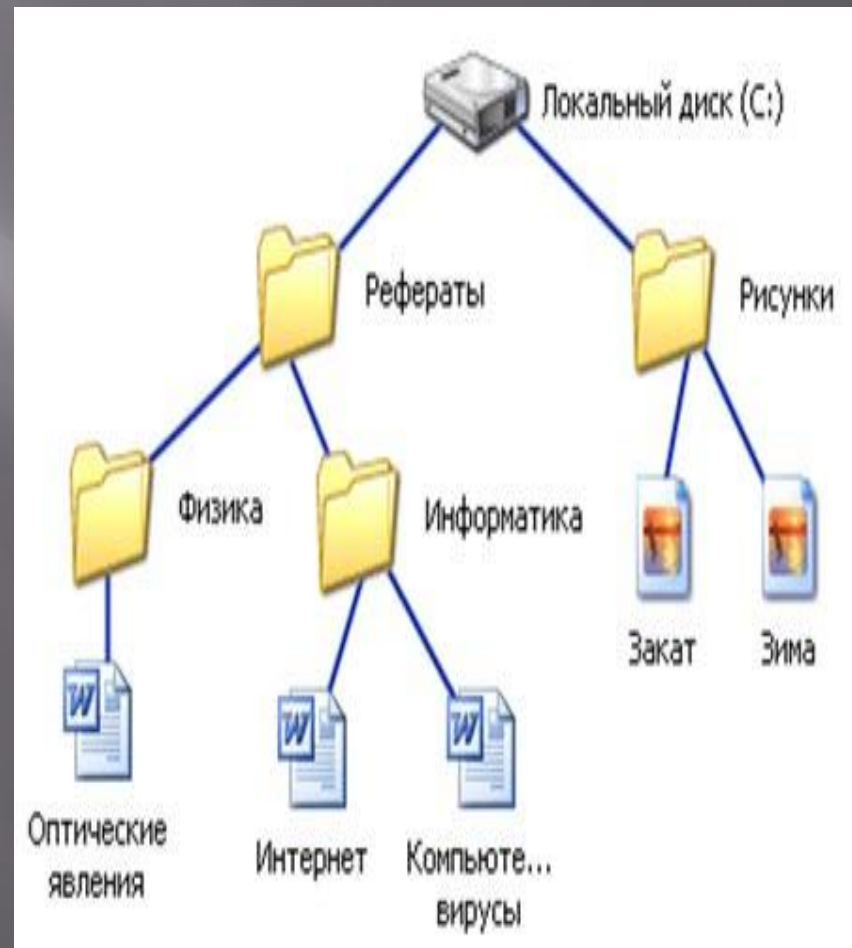 Локальный диск (C:)
Рефераты
Рисунки
Физика
Информатика
Закат
Зима
Оптические
явления
Интернет
Компьюте...
вирусы